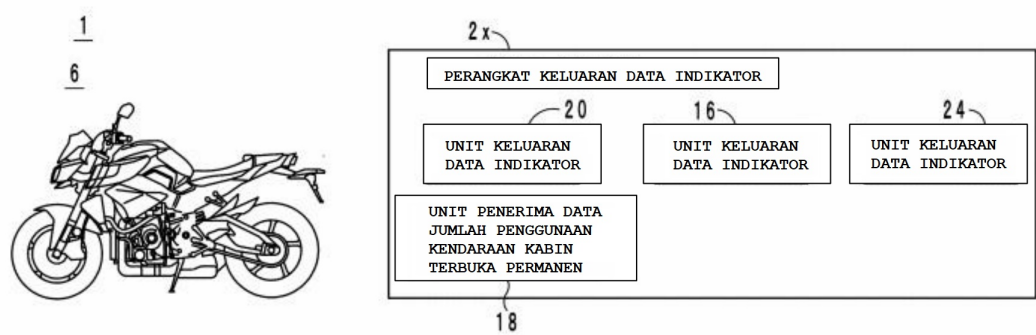 1
6
2x
PERANGKAT KELUARAN DATA INDIKATOR
20
16
24
UNIT KELUARAN
DATA INDIKATOR
UNIT KELUARAN
DATA INDIKATOR
UNIT KELUARAN
DATA INDIKATOR
UNIT PENERIMA DATA
JUMLAH PENGGUNAAN
KENDARAAN KABIN
TERBUKA PERMANEN
18